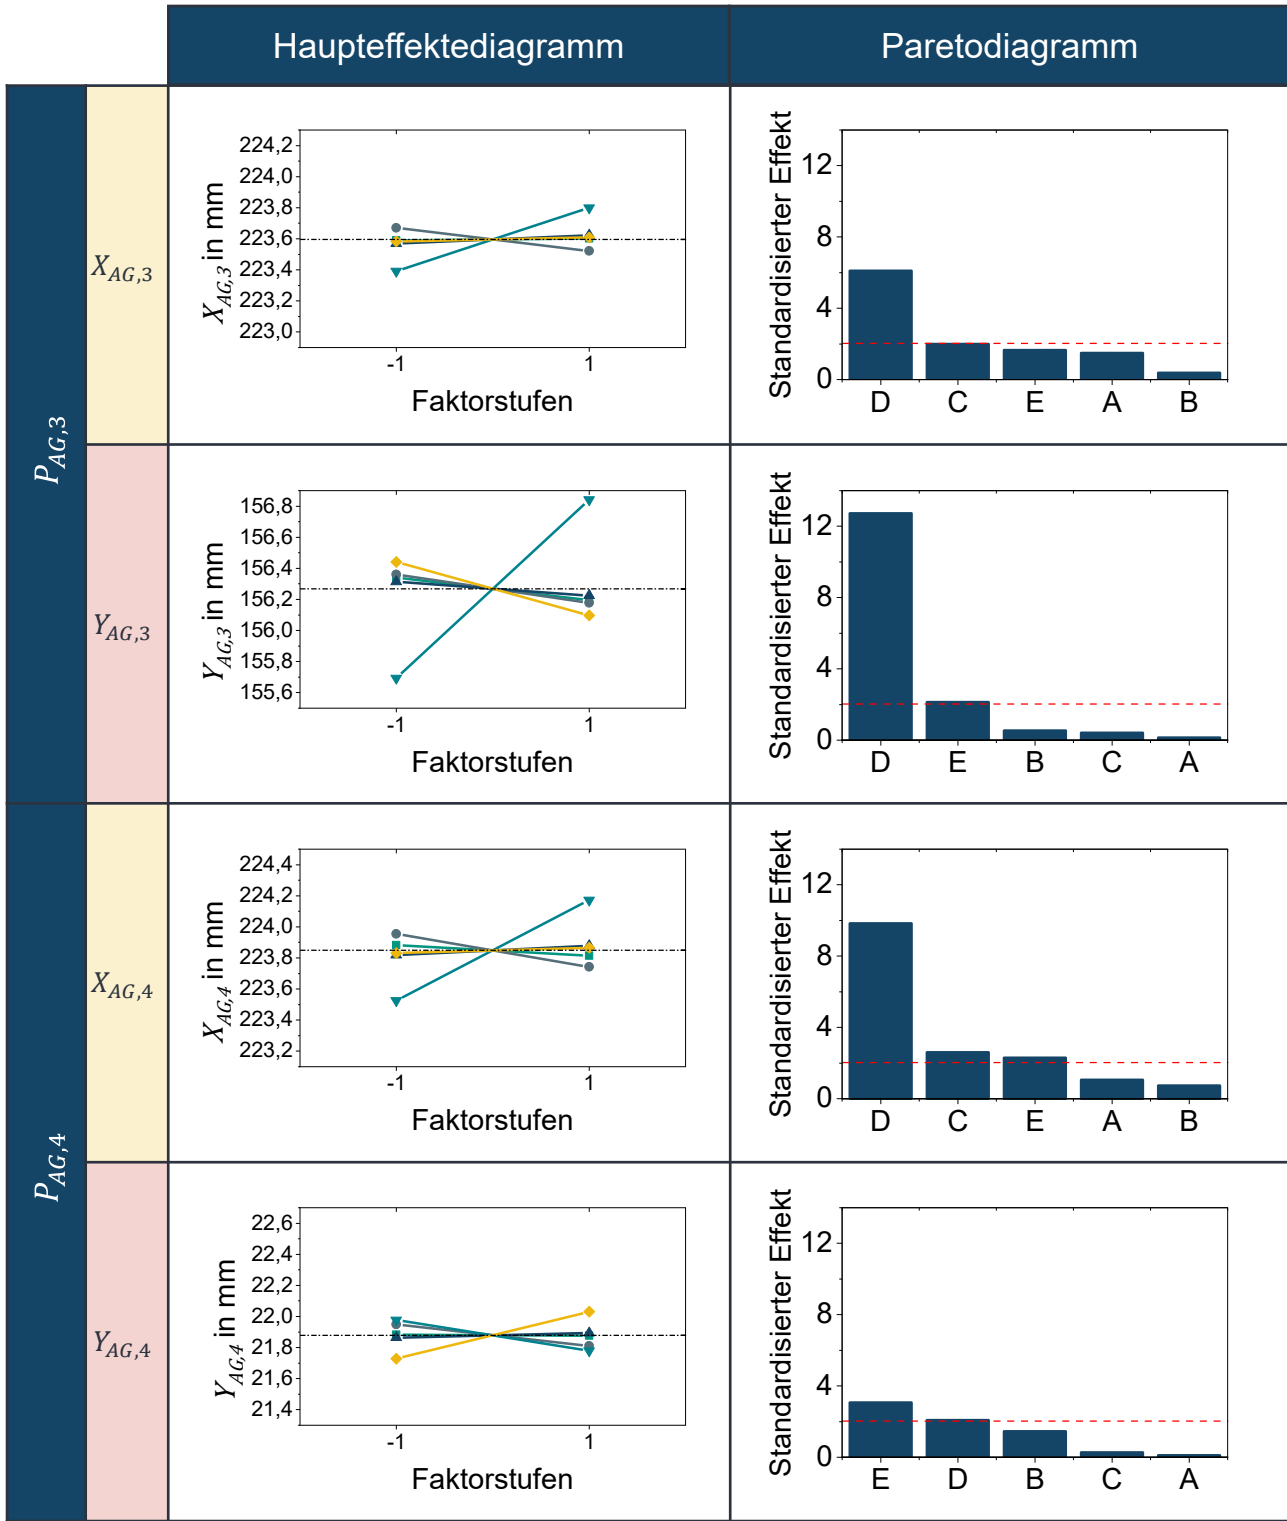 Haupteffektediagramm
Paretodiagramm
P_AG,3
X_AG,3
224,2
224,0
223,8
223,6
223,4
223,2
223,0
X_AG,3 in mm
-1
1
Faktorstufen
Standardisierter Effekt
12
8
4
0
D C E A B
Y_AG,3
156,8
156,6
156,4
156,2
156,0
155,8
155,6
Y_AG,3 in mm
-1
1
Faktorstufen
Standardisierter Effekt
12
8
4
0
D E B C A
P_AG,4
X_AG,4
224,4
224,2
224,0
223,8
223,6
223,4
223,2
X_AG,4 in mm
-1
1
Faktorstufen
Standardisierter Effekt
12
8
4
0
D C E A B
Y_AG,4
22,6
22,4
22,2
22,0
21,8
21,6
21,4
Y_AG,4 in mm
-1
1
Faktorstufen
Standardisierter Effekt
12
8
4
0
E D B C A